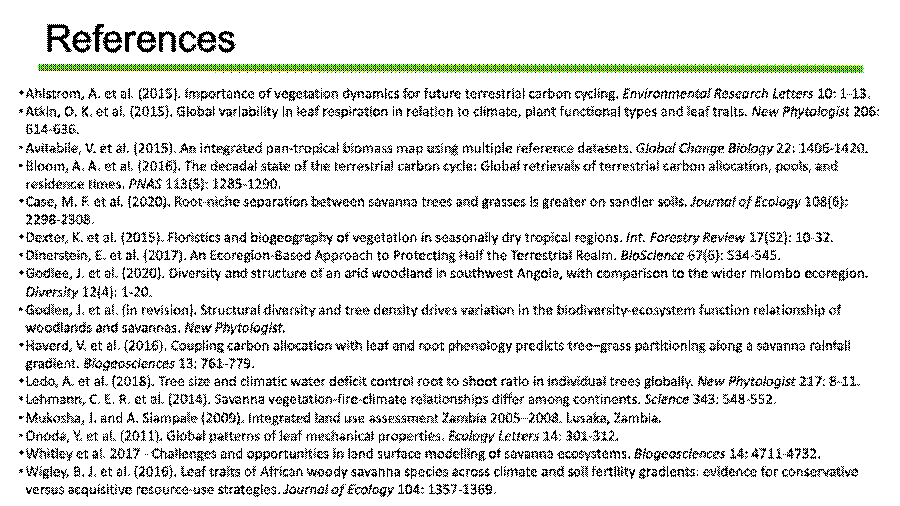 References
•Ahlstrom, A. et al. (2015). Importance of vegetation dynamics for future terrestrial carbon cycling. Environmental Research Letters 10: 1-13.
•Atkin, O. K. et al. (2015). Global variability in leaf respiration in relation to climate, plant functional types and leaf traits. New Phytologist 206:
614-636.
•Avitabile, V. et al. (2015). An integrated pan-tropical biomass map using multiple reference datasets. Global Change Biology 22: 1406-1420.
•Bloom, A. A. et al. (2016). The decadal state of the terrestrial carbon cycle: Global retrievals of terrestrial carbon allocation, pools, and
residence times. PNAS 113(5): 1285-1290.
•Case, M. F. et al. (2020). Root-niche separation between savanna trees and grasses is greater on sandier soils. Journal of Ecology 108(6):
2298-2308.
•Dexter, K. et al. (2015). Floristics and biogeography of vegetation in seasonally dry tropical regions. Int. Forestry Review 17(S2): 10-32.
•Dinerstein, E. et al. (2017). An Ecoregion-Based Approach to Protecting Half the Terrestrial Realm. BioScience 67(6): 534-545.
•Godlee, J. et al. (2020). Diversity and structure of an arid woodland in southwest Angola, with comparison to the wider miombo ecoregion.
Diversity 12(4): 1-20.
•Godlee, J. et al. (in revision). Structural diversity and tree density drives variation in the biodiversity-ecosystem function relationship of
woodlands and savannas. New Phytologist.
•Haverd, V. et al. (2016). Coupling carbon allocation with leaf and root phenology predicts tree–grass partitioning along a savanna rainfall
gradient. Biogeosciences 13: 761-779.
•Ledo, A. et al. (2018). Tree size and climatic water deficit control root to shoot ratio in individual trees globally. New Phytologist 217: 8-11.
•Lehmann, C. E. R. et al. (2014). Savanna vegetation-fire-climate relationships differ among continents. Science 343: 548-552.
•Mukosha, J. and A. Siampale (2009). Integrated land use assessment Zambia 2005–2008. Lusaka, Zambia.
•Onoda, Y. et al. (2011). Global patterns of leaf mechanical properties. Ecology Letters 14: 301-312.
•Whitley et al. 2017 - Challenges and opportunities in land surface modelling of savanna ecosystems. Biogeosciences 14: 4711-4732.
•Wigley, B. J. et al. (2016). Leaf traits of African woody savanna species across climate and soil fertility gradients: evidence for conservative
versus acquisitive resource-use strategies. Journal of Ecology 104: 1357-1369.